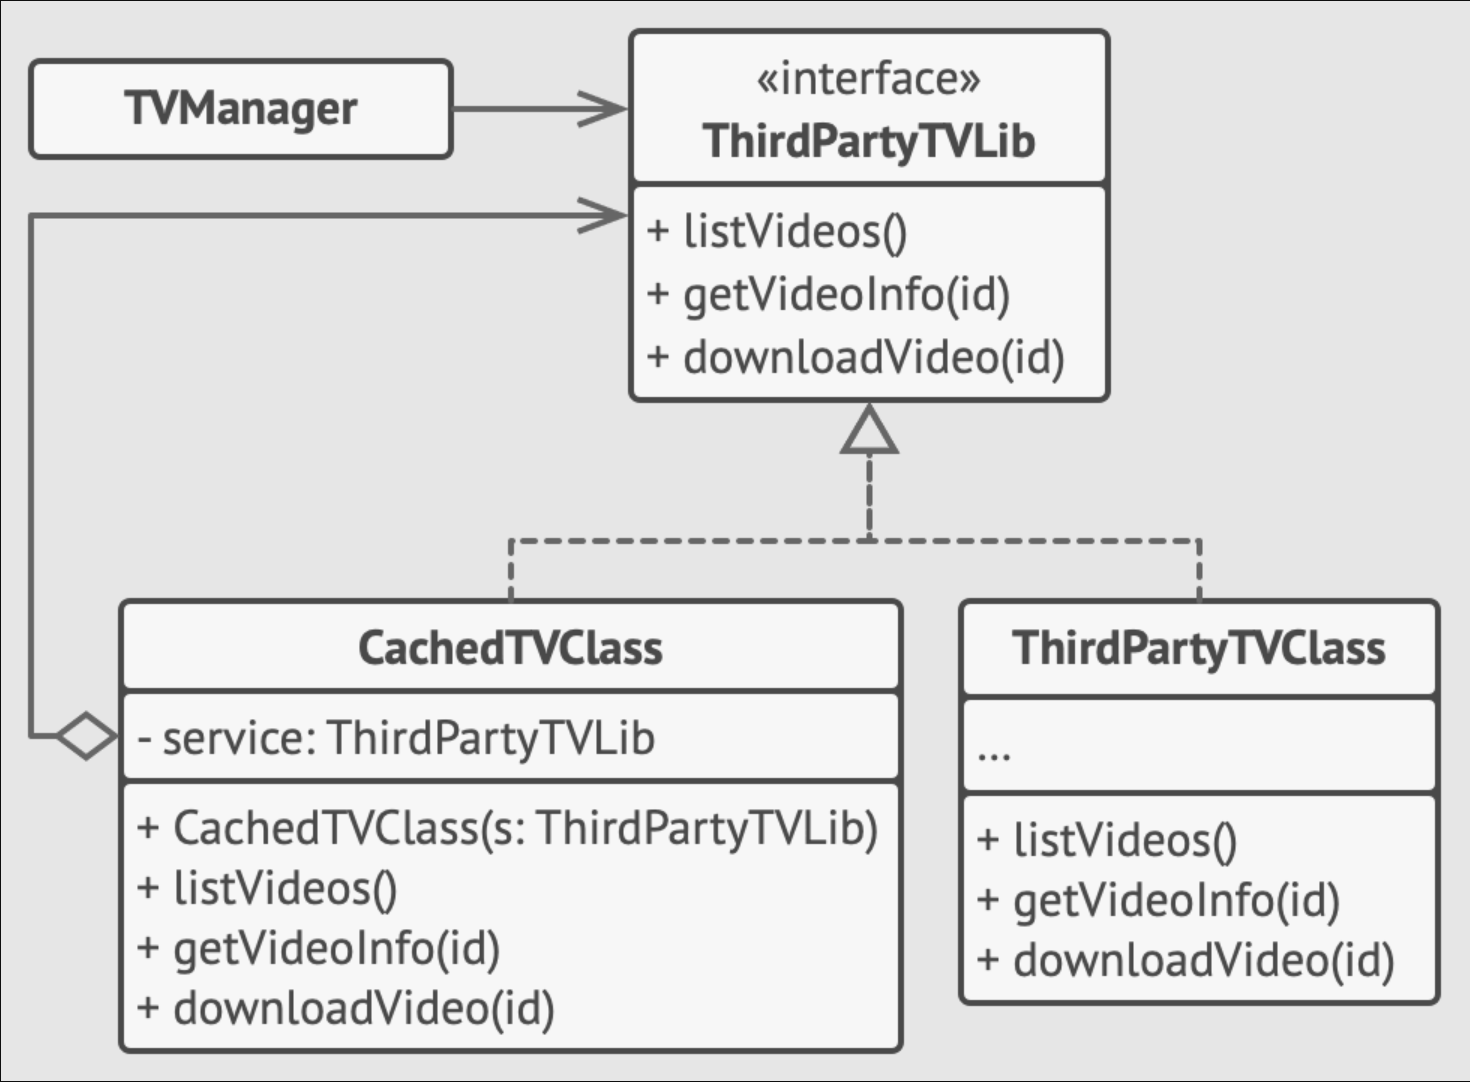 TVManager
«interface»
ThirdPartyTVLib
+ listVideos()
+ getVideoInfo(id)
+ downloadVideo(id)
CachedTVClass
- service: ThirdPartyTVLib
+ CachedTVClass(s: ThirdPartyTVLib)
+ listVideos()
+ getVideoInfo(id)
+ downloadVideo(id)
ThirdPartyTVClass
...
+ listVideos()
+ getVideoInfo(id)
+ downloadVideo(id)